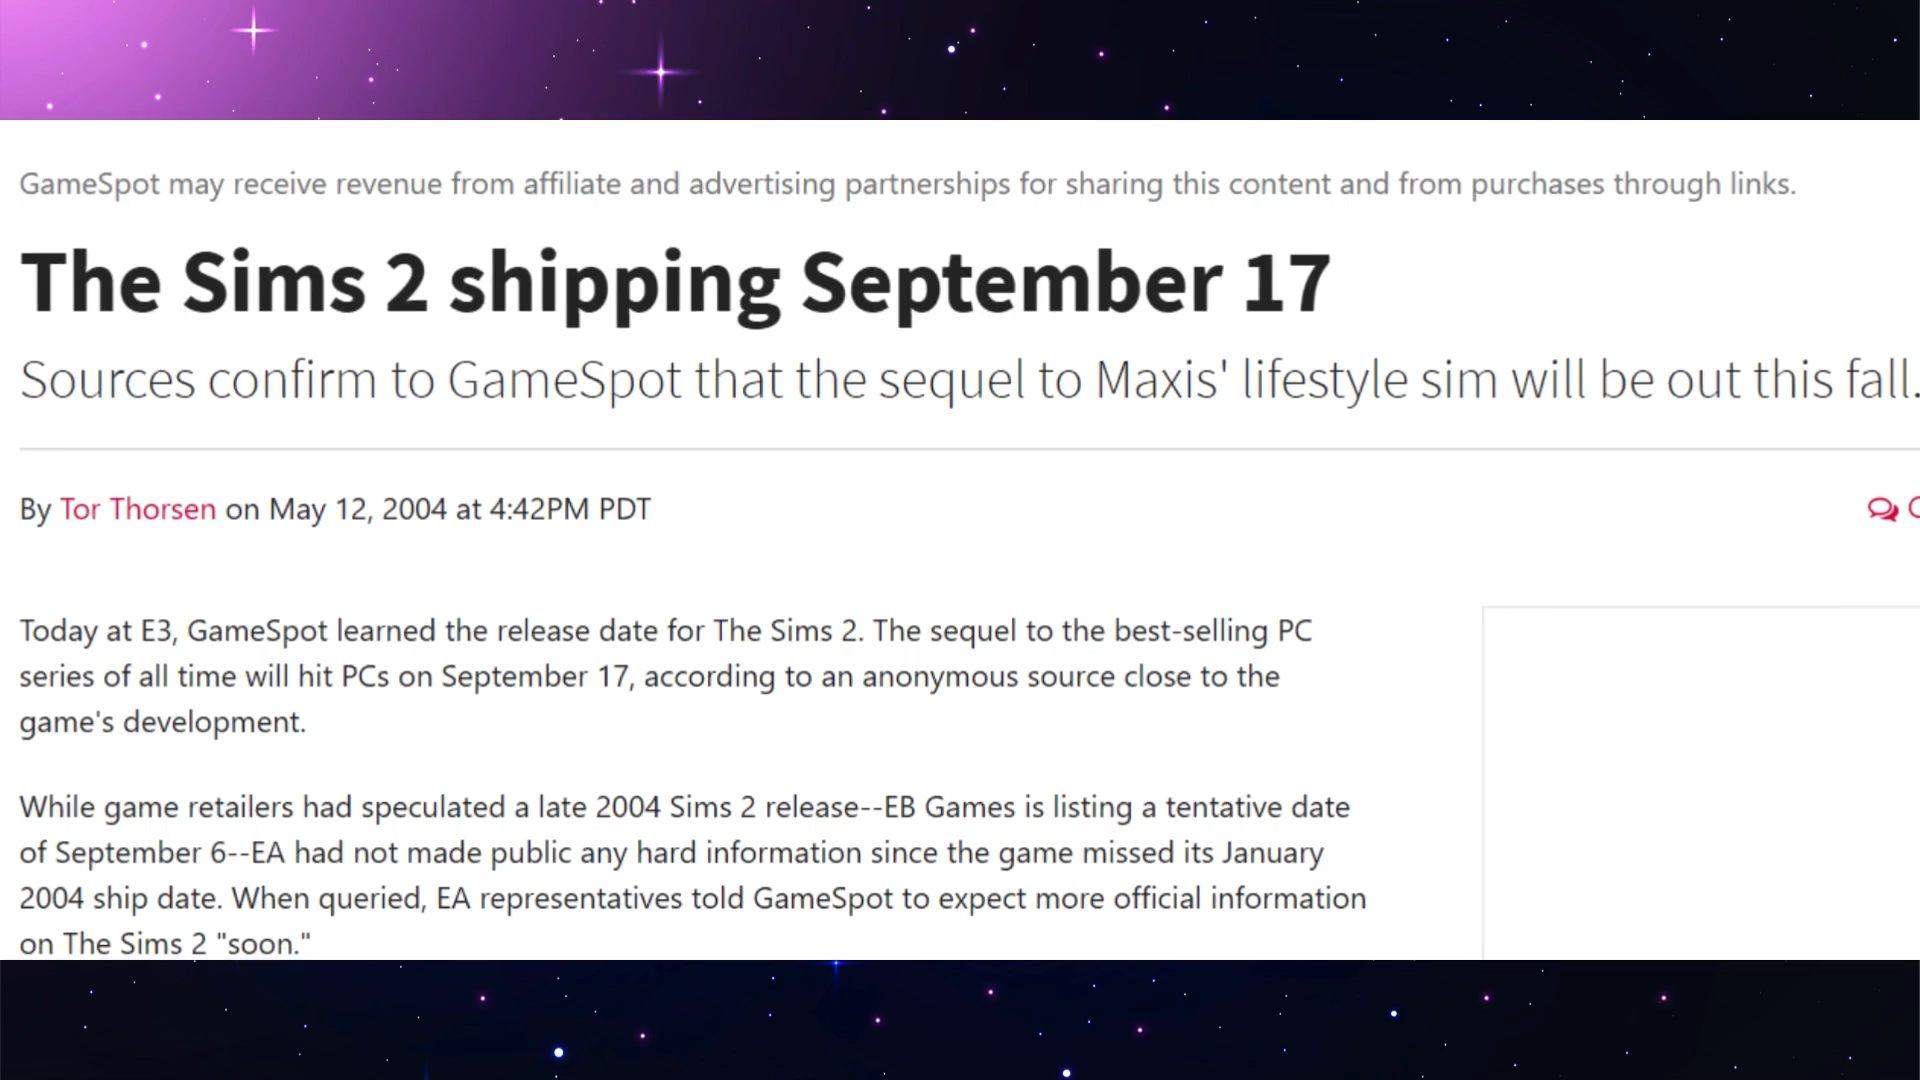 GameSpot may receive revenue from affiliate and advertising partnerships for sharing this content and from purchases through links.
The Sims 2 shipping September 17
Sources confirm to GameSpot that the sequel to Maxis' lifestyle sim will be out this fall.
By Tor Thorsen on May 12, 2004 at 4:42PM PDT
Today at E3, GameSpot learned the release date for The Sims 2. The sequel to the best-selling PC
series of all time will hit PCs on September 17, according to an anonymous source close to the
game's development.
While game retailers had speculated a late 2004 Sims 2 release--EB Games is listing a tentative date
of September 6--EA had not made public any hard information since the game missed its January
2004 ship date. When queried, EA representatives told GameSpot to expect more official information
on The Sims 2 "soon."